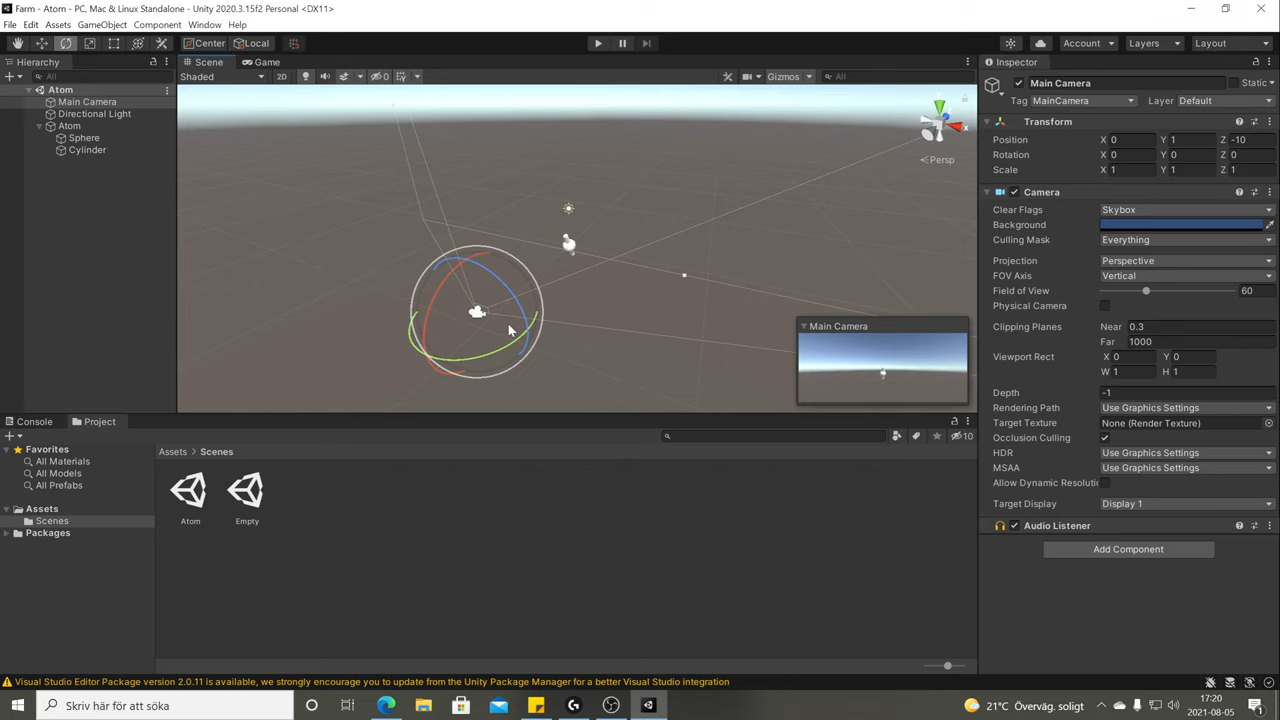 Farm - Atom - PC, Mac & Linux Standalone - Unity 2020.3.15f2 Personal <DX11>
File Edit Assets GameObject Component Window Help
Center Local Account Layers Layout
Hierarchy Scene Game Inspector
All Shaded 2D 0 Gizmos All
Atom
Main Camera
Directional Light
Atom
Sphere
Cylinder
x
Persp
Main Camera
Main Camera Static
Tag MainCamera Layer Default
Transform
Position X 0 Y 1 Z -10
Rotation X 0 Y 0 Z 0
Scale X 1 Y 1 Z 1
Camera
Clear Flags Skybox
Background
Culling Mask Everything
Projection Perspective
FOV Axis Vertical
Field of View 60
Physical Camera
Clipping Planes Near 0.3
Far 1000
Viewport Rect X 0 Y 0
W 1 H 1
Depth -1
Rendering Path Use Graphics Settings
Target Texture None (Render Texture)
Occlusion Culling
HDR Use Graphics Settings
MSAA Use Graphics Settings
Allow Dynamic Resolutio
Target Display Display 1
Audio Listener
Add Component
Console Project
10
Favorites
All Materials
All Models
All Prefabs
Assets
Scenes
Packages
Assets > Scenes
Atom Empty
Visual Studio Editor Package version 2.0.11 is available, we strongly encourage you to update from the Unity Package Manager for a better Visual Studio integration
Skriv här för att söka
21°C Överväg. soligt
17:20
2021-08-05
1